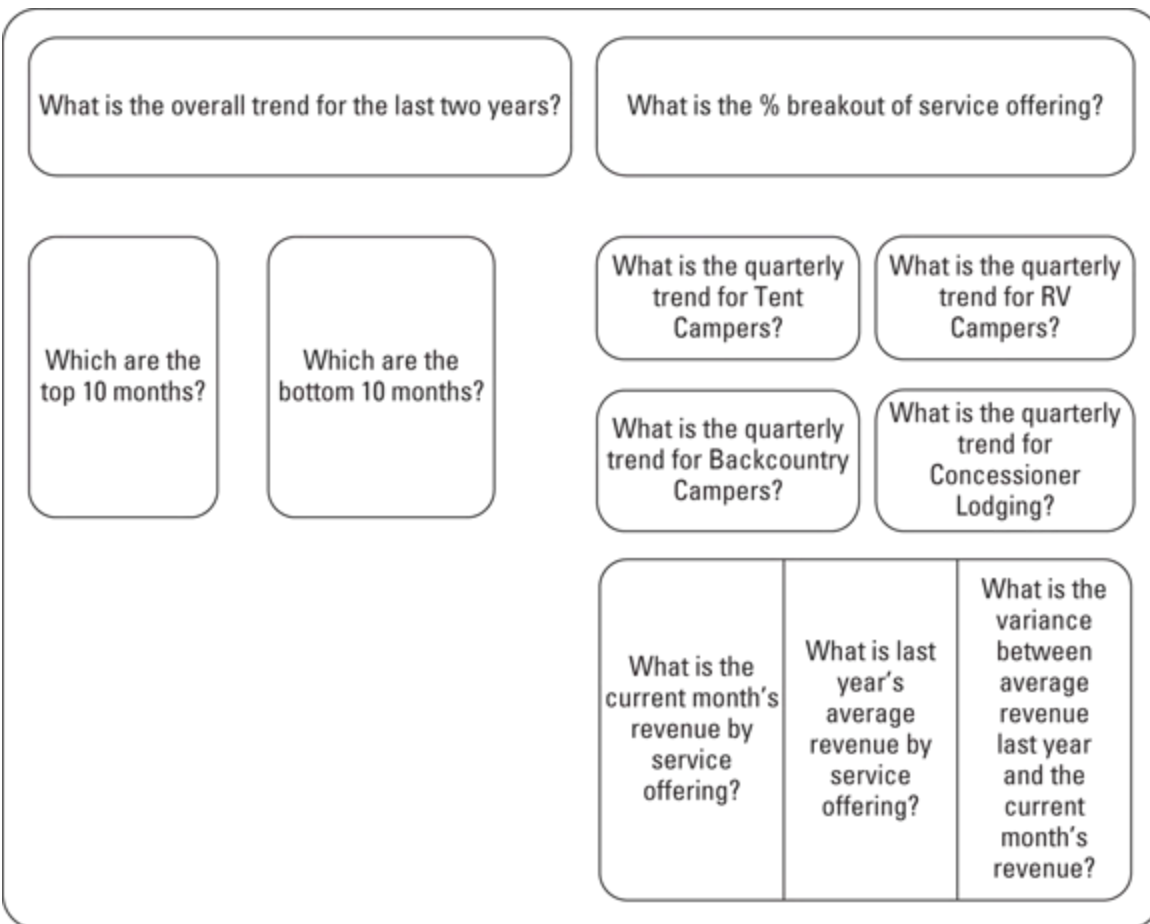 What is the overall trend for the last two years?
What is the % breakout of service offering?
Which are the
top 10 months?
Which are the
bottom 10 months?
What is the quarterly
trend for Tent
Campers?
What is the quarterly
trend for RV
Campers?
What is the quarterly
trend for Backcountry
Campers?
What is the quarterly
trend for
Concessioner
Lodging?
What is the
current month's
revenue by
service
offering?
What is last
year's
average
revenue by
service
offering?
What is the
variance
between
average
revenue
last year
and the
current
month's
revenue?